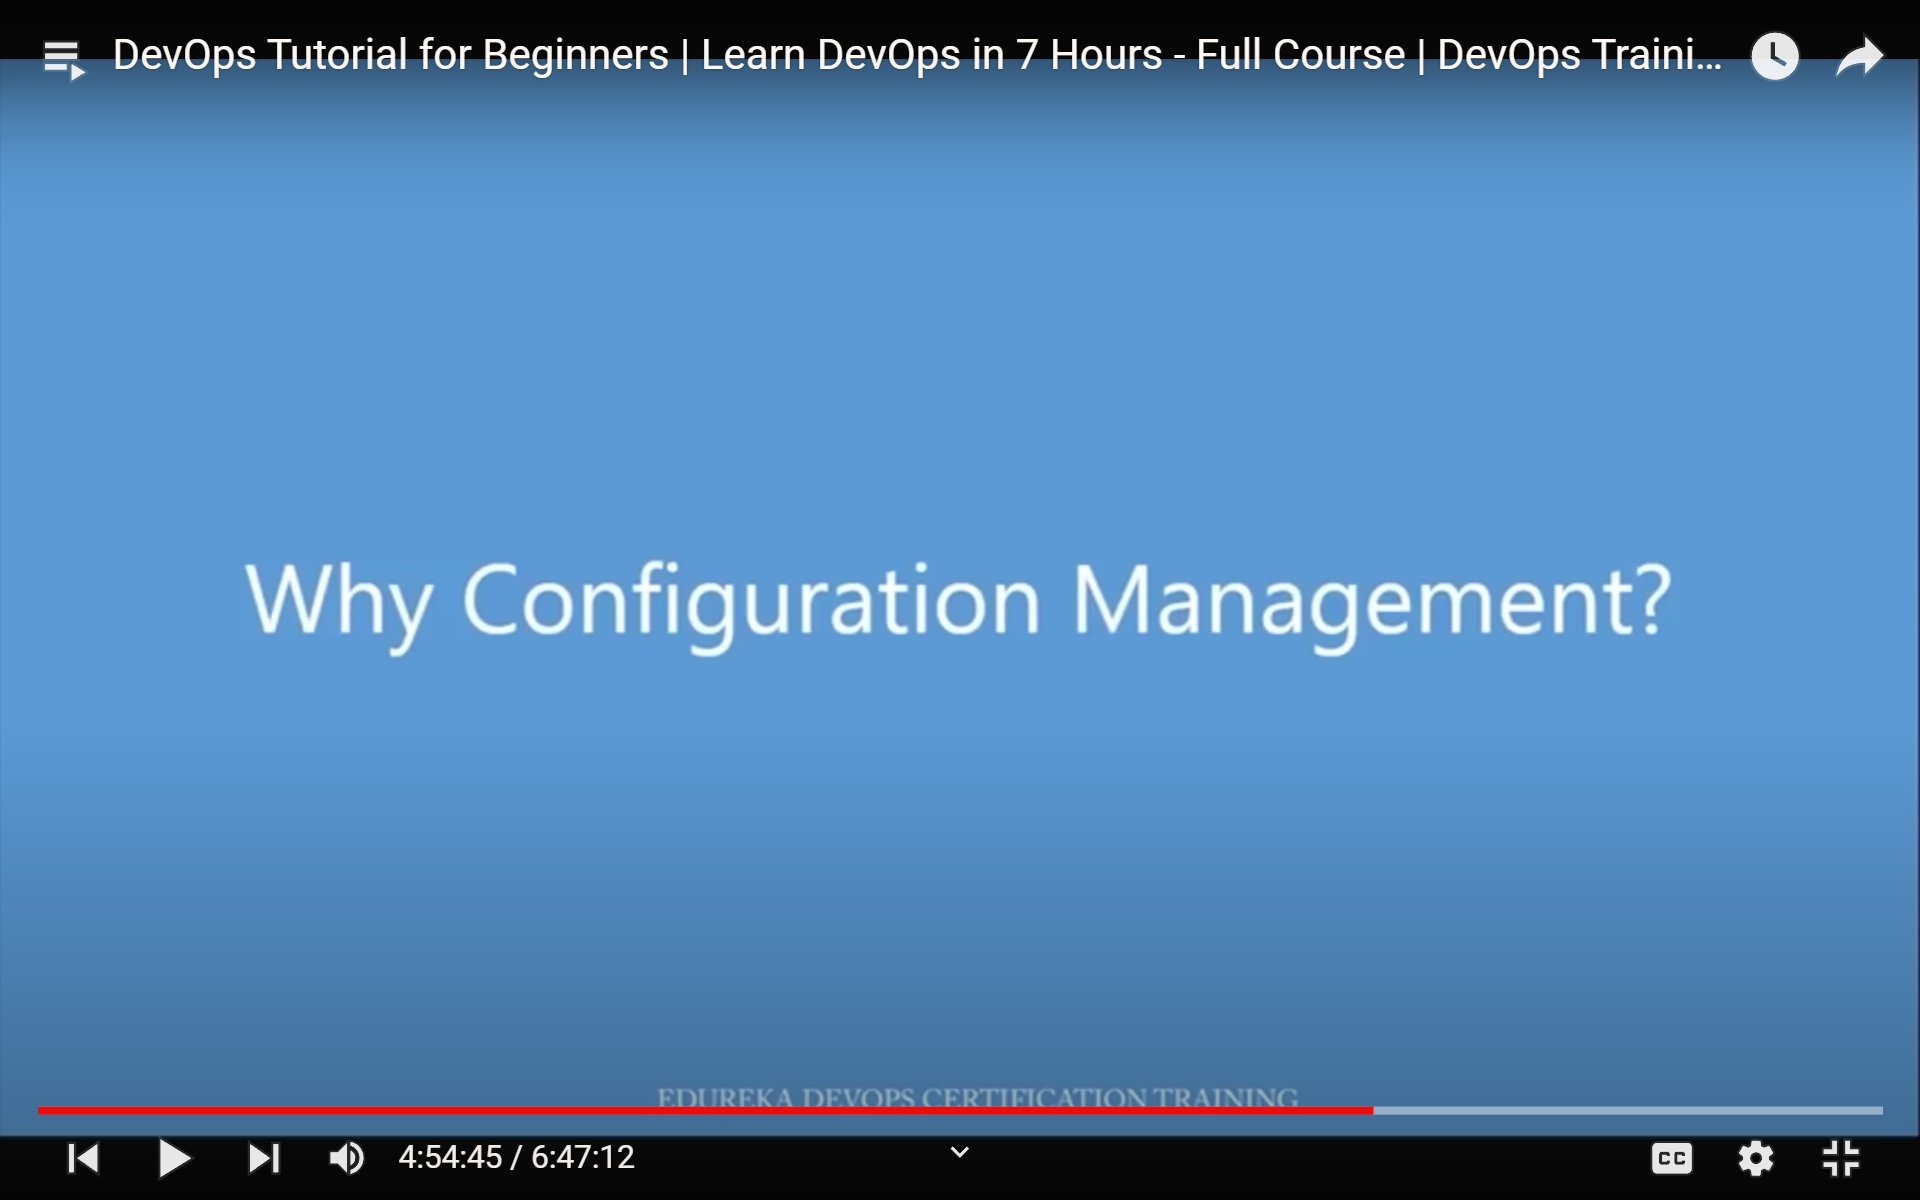 DevOps Tutorial for Beginners | Learn DevOps in 7 Hours - Full Course | DevOps Traini...
Why Configuration Management?
EDUREKA DEVOPS CERTIFICATION TRAINING
4:54:45 / 6:47:12
CC